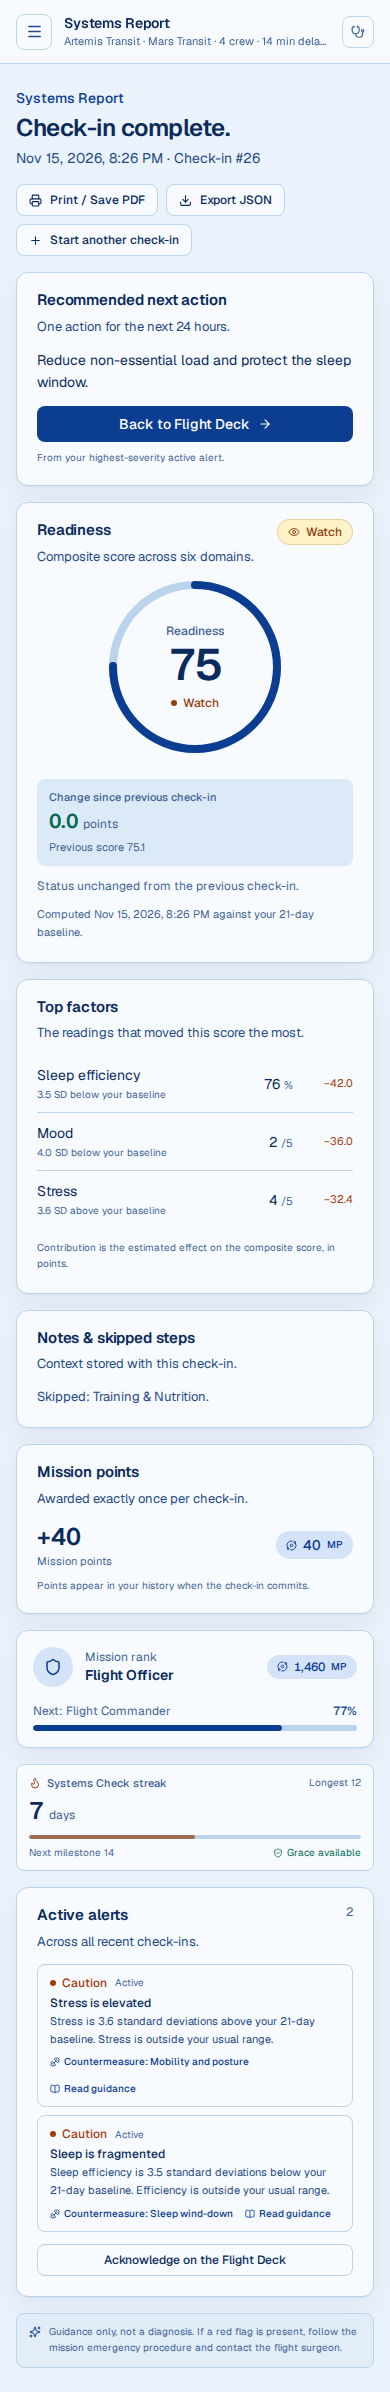 Systems Report
Artemis Transit · Mars Transit · 4 crew · 14 min dela...
Systems Report
Check-in complete.
Nov 15, 2026, 8:26 PM · Check-in #26
Print / Save PDF
Export JSON
Start another check-in
Recommended next action
One action for the next 24 hours.
Reduce non-essential load and protect the sleep
window.
Back to Flight Deck
From your highest-severity active alert.
Readiness
Watch
Composite score across six domains.
Readiness
75
Watch
Change since previous check-in
0.0 points
Previous score 75.1
Status unchanged from the previous check-in.
Computed Nov 15, 2026, 8:26 PM against your 21-day
baseline.
Top factors
The readings that moved this score the most.
Sleep efficiency
3.5 SD below your baseline
76 %
−42.0
Mood
4.0 SD below your baseline
2 /5
−36.0
Stress
3.6 SD above your baseline
4 /5
−32.4
Contribution is the estimated effect on the composite score, in
points.
Notes & skipped steps
Context stored with this check-in.
Skipped: Training & Nutrition.
Mission points
Awarded exactly once per check-in.
+40
Mission points
40 MP
Points appear in your history when the check-in commits.
Mission rank
Flight Officer
1,460 MP
Next: Flight Commander
77%
Systems Check streak
Longest 12
7 days
Next milestone 14
Grace available
Active alerts
2
Across all recent check-ins.
Caution Active
Stress is elevated
Stress is 3.6 standard deviations above your 21-day
baseline. Stress is outside your usual range.
Countermeasure: Mobility and posture
Read guidance
Caution Active
Sleep is fragmented
Sleep efficiency is 3.5 standard deviations below your
21-day baseline. Efficiency is outside your usual range.
Countermeasure: Sleep wind-down
Read guidance
Acknowledge on the Flight Deck
Guidance only, not a diagnosis. If a red flag is present, follow the
mission emergency procedure and contact the flight surgeon.